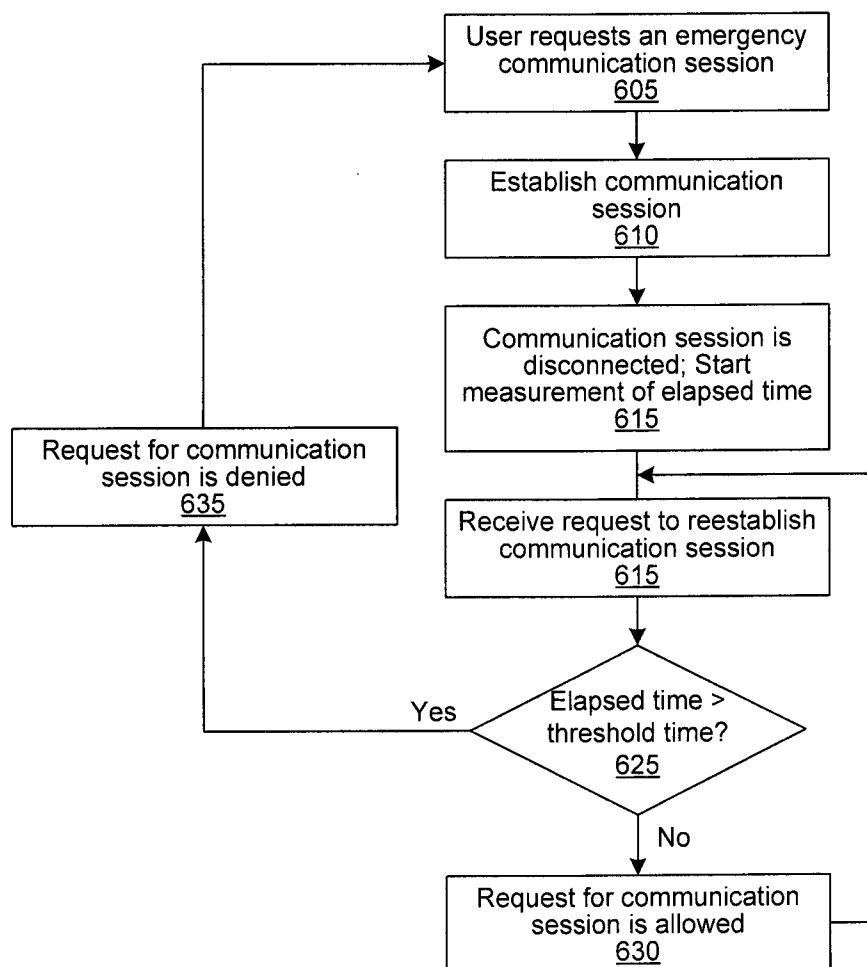 User requests an emergency
communication session
605
Establish communication
session
610
Communication session is
disconnected; Start
measurement of elapsed time
615
Request for communication
session is denied
635
Receive request to reestablish
communication session
615
Yes
Elapsed time >
threshold time?
625
No
Request for communication
session is allowed
630